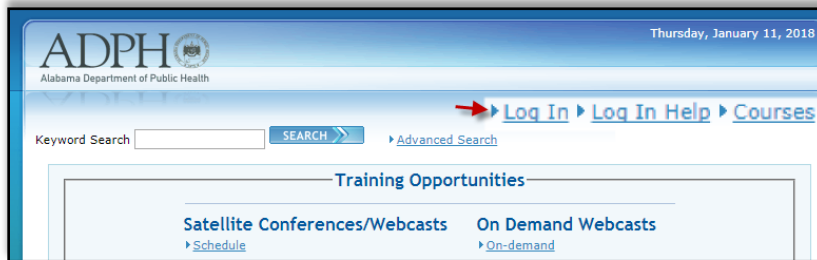 Thursday, January 11, 2018
ADPH
Alabama Department of Public Health
Log In Log In Help Courses
Keyword Search SEARCH Advanced Search
Training Opportunities
Satellite Conferences/Webcasts On Demand Webcasts
Schedule On-demand